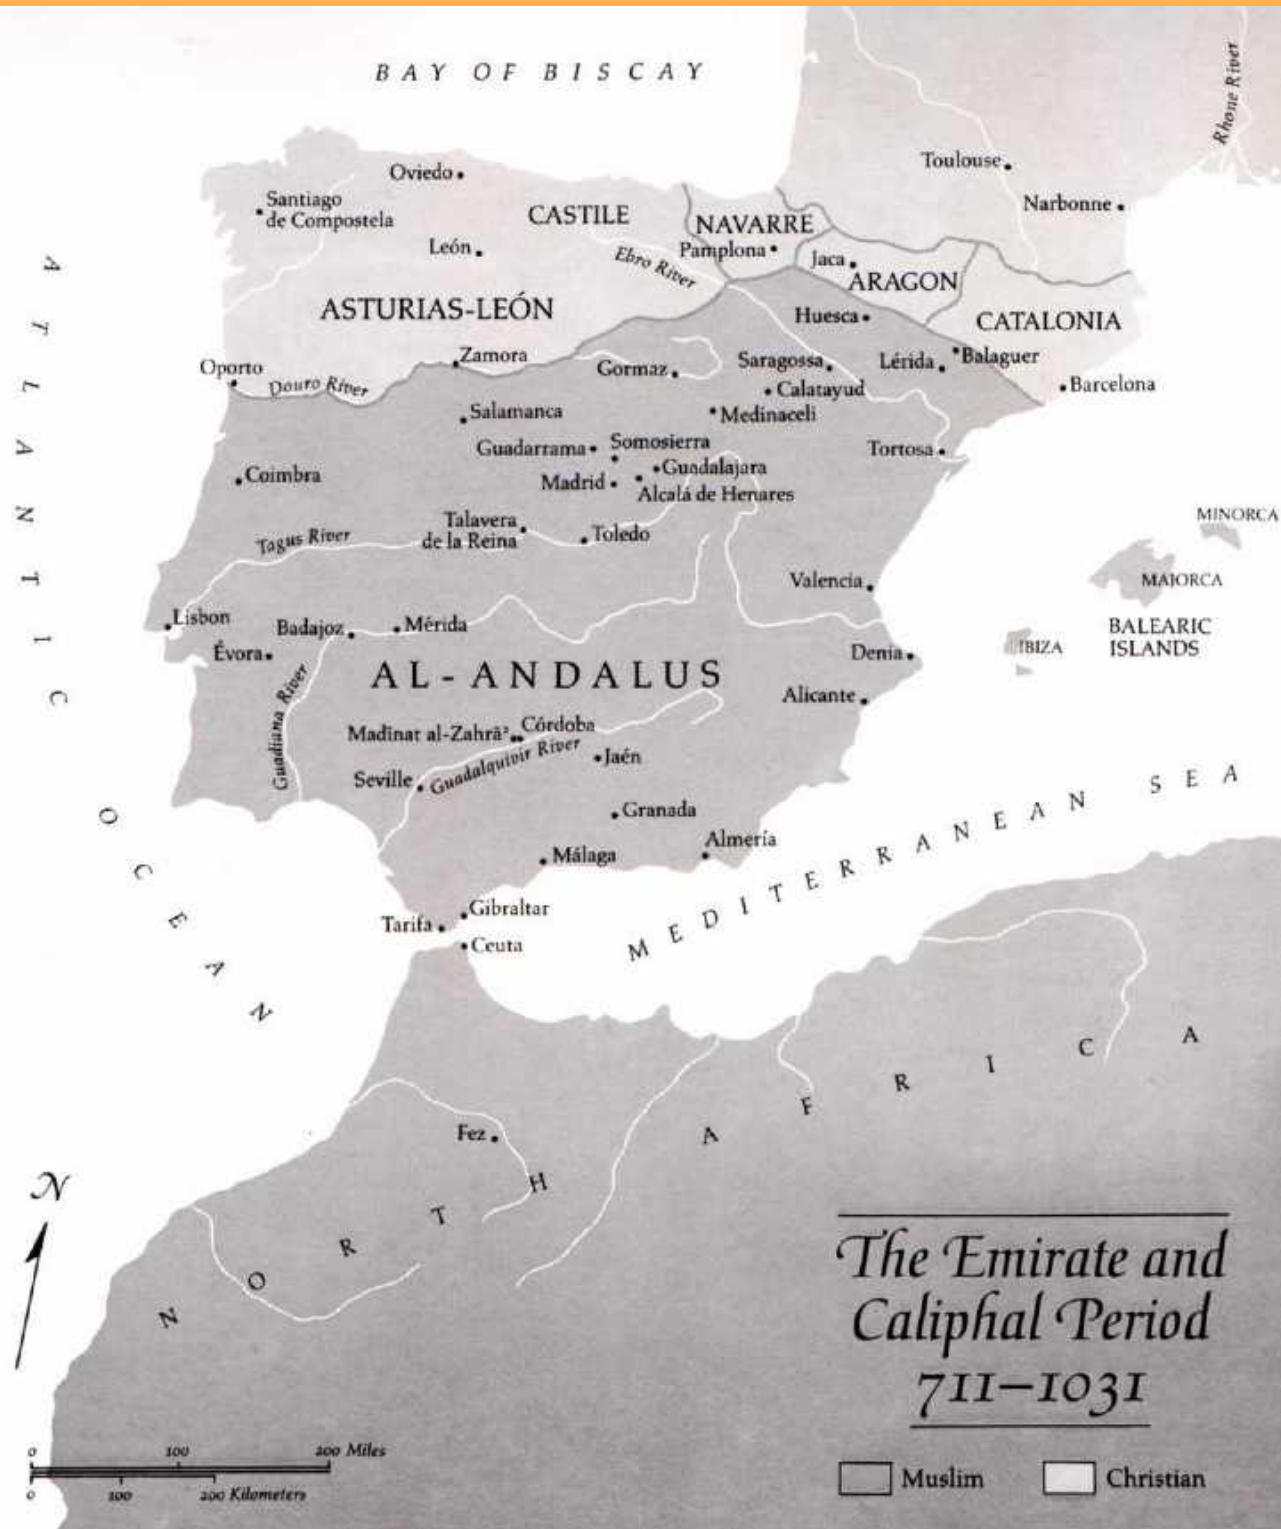 BAY OF BISCAY
Rhone River
Toulouse
Narbonne
Oviedo
Santiago
de Compostela
CASTILE
NAVARRE
Pamplona
León
Ebro River
Jaca
ARAGON
ASTURIAS-LEÓN
Huesca
CATALONIA
Zamora
Oporto
Douro River
Gormaz
Saragossa
Lérida
Balaguer
Calatayud
Barcelona
Salamanca
Medinaceli
Guadarrama
Somosierra
Tortosa
Guadalajara
Coimbra
Madrid
Alcalá de Henares
Talavera
de la Reina
Toledo
Tagus River
MINORCA
MAJORCA
Valencia
Lisbon
Badajoz
Mérida
BALEARIC
ISLANDS
IBIZA
Évora
Denia
AL-ANDALUS
Alicante
Guadiana River
Madīnat al-Zahrāʾ
Córdoba
Guadalquivir River
Jaén
Seville
Granada
Almería
Málaga
ATLANTIC
OCEAN
MEDITERRANEAN SEA
Gibraltar
Tarifa
Ceuta
Fez
NORTH AFRICA
N
The Emirate and
Caliphal Period
711–1031
Muslim
Christian
0 100 200 Miles
0 100 200 Kilometers